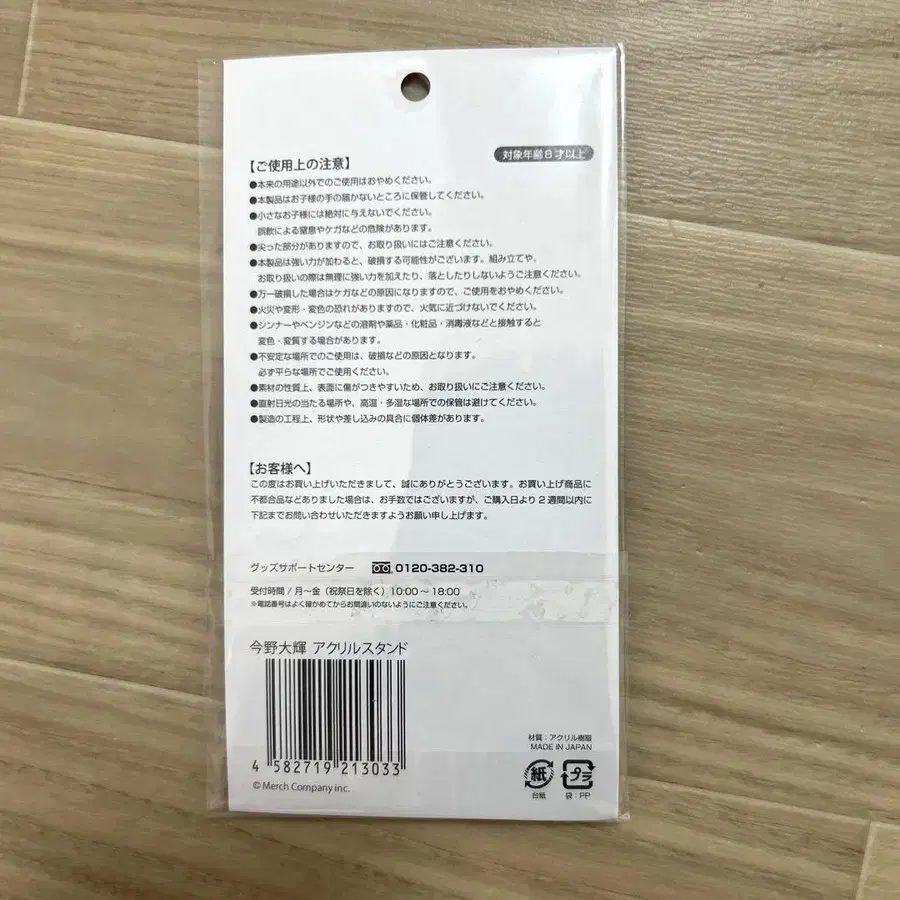 対象年齢8才以上
【ご使用上の注意】
●本来の用途以外でのご使用はおやめください。
●本製品はお子様の手の届かないところに保管してください。
●小さなお子様には絶対に与えないでください。
誤飲による窒息やケガなどの危険があります。
●尖った部分がありますので、お取り扱いにはご注意ください。
●本製品は強い力が加わると、破損する可能性がございます。組み立てや、
お取り扱いの際は無理に強い力を加えたり、落としたりしないようご注意ください。
●万一破損した場合はケガなどの原因になりますので、ご使用をおやめください。
●火災や変形・変色の恐れがありますので、火気に近づけないでください。
●シンナーやベンジンなどの溶剤や薬品・化粧品・消毒液などと接触すると
変色・変質する場合があります。
●不安定な場所でのご使用は、破損などの原因となります。
必ず平らな場所でご使用ください。
●素材の性質上、表面に傷がつきやすいため、お取り扱いにご注意ください。
●直射日光の当たる場所や、高温・多湿な場所での保管は避けてください。
●製造の工程上、形状や差し込みの具合に個体差があります。
【お客様へ】
この度はお買い上げいただきまして、誠にありがとうございます。お買い上げ商品に
不都合品などありました場合は、お手数ではございますが、ご購入日より2週間以内に
下記までお問い合わせいただきますようお願い申し上げます。
グッズサポートセンター 0120-382-310
受付時間/月~金(祝祭日を除く)10:00~18:00
※電話番号はよく確かめてからお間違いのないようにご注意ください。
今野大輝 アクリルスタンド
4 582719 213033
© Merch Company inc.
材質:アクリル樹脂
MADE IN JAPAN
紙 プラ
台紙 袋:PP